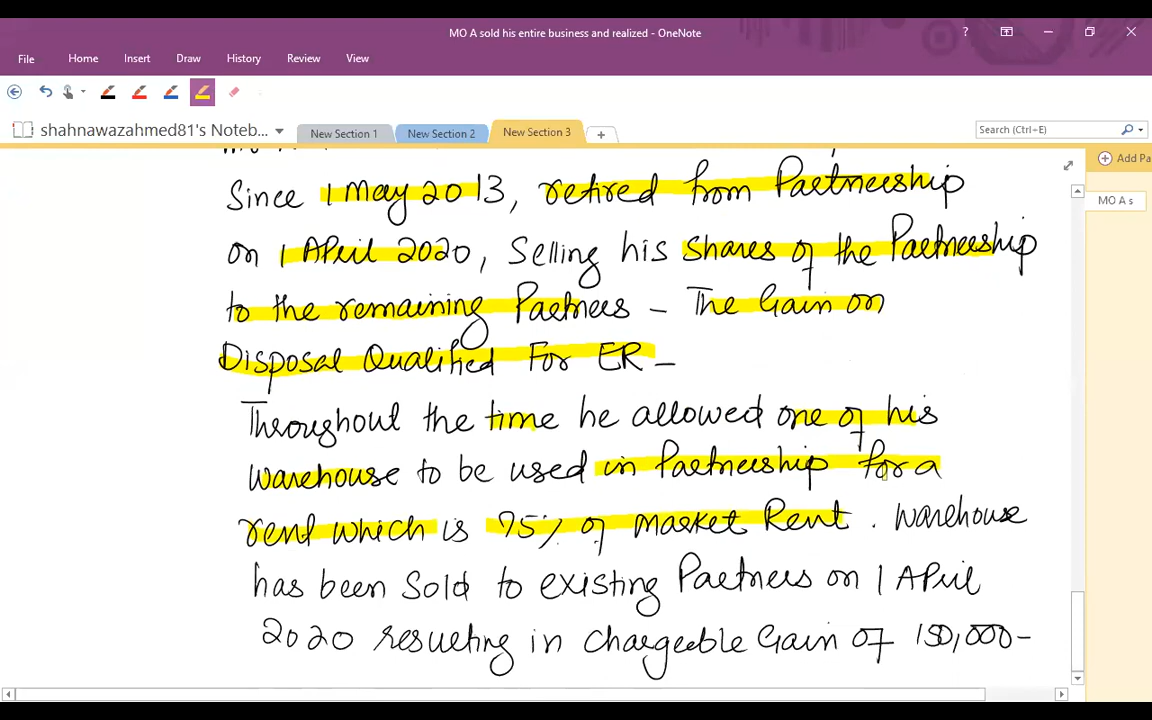 MO A sold his entire business and realized - OneNote
?
File Home Insert Draw History Review View
shahnawazahmed81's Noteb...
New Section 1
New Section 2
New Section 3
+
Search (Ctrl+E)
Add Pa
MO A s
Since 1 May 2013, retired from Partneeship
on 1 April 2020, Selling his Shares of the Partneeship
to the remaining Partnees - The Gain on
Disposal Qualified For ER -
Throughout the time he allowed one of his
warehouse to be used in Partneeship for a
rent which is 75% of market Rent. Warehouse
has been Sold to existing Partners on 1 APril
2020 resulting in Chargeable Gain of 150,000-